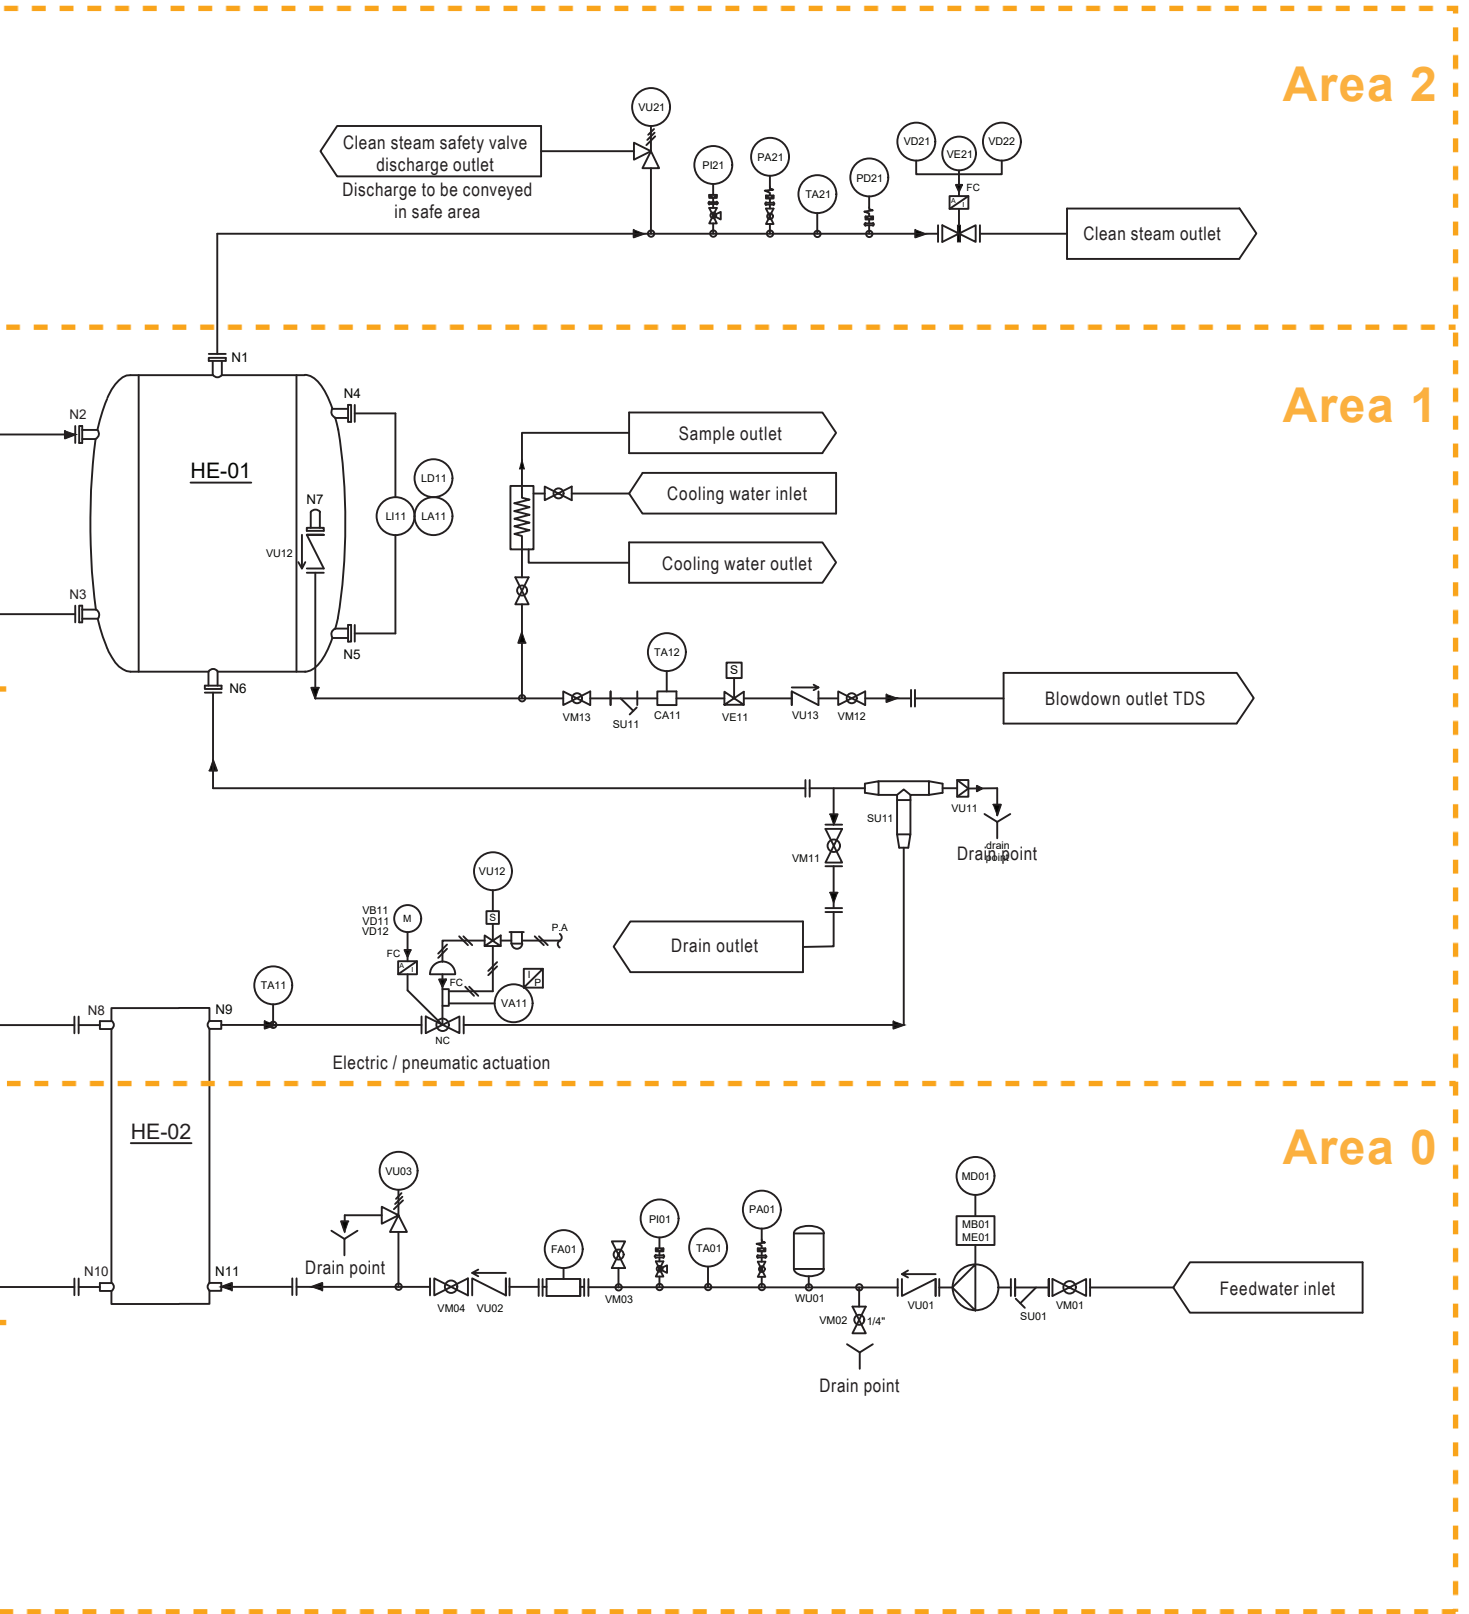 Area 2
VU21
Clean steam safety valve
discharge outlet
Discharge to be conveyed
in safe area
PI21
PA21
TA21
PD21
VD21
VE21
VD22
FC
A
I
Clean steam outlet
N1
Area 1
N2
N4
HE-01
N7
VU12
LD11
LI11
LA11
N3
N5
N6
Sample outlet
Cooling water inlet
Cooling water outlet
TA12
S
VM13
SU11
CA11
VE11
VU13
VM12
Blowdown outlet TDS
SU11
VU11
drain
point
Drain point
VM11
Drain outlet
VU12
S
P.A
VB11
VD11
VD12
M
FC
A
I
FC
I
P
VA11
NC
TA11
N8
N9
Electric / pneumatic actuation
Area 0
HE-02
VU03
Drain point
N10
N11
VM04
VU02
FA01
VM03
PI01
TA01
PA01
WU01
VM02
1/4"
Drain point
VU01
MD01
MB01
ME01
SU01
VM01
Feedwater inlet